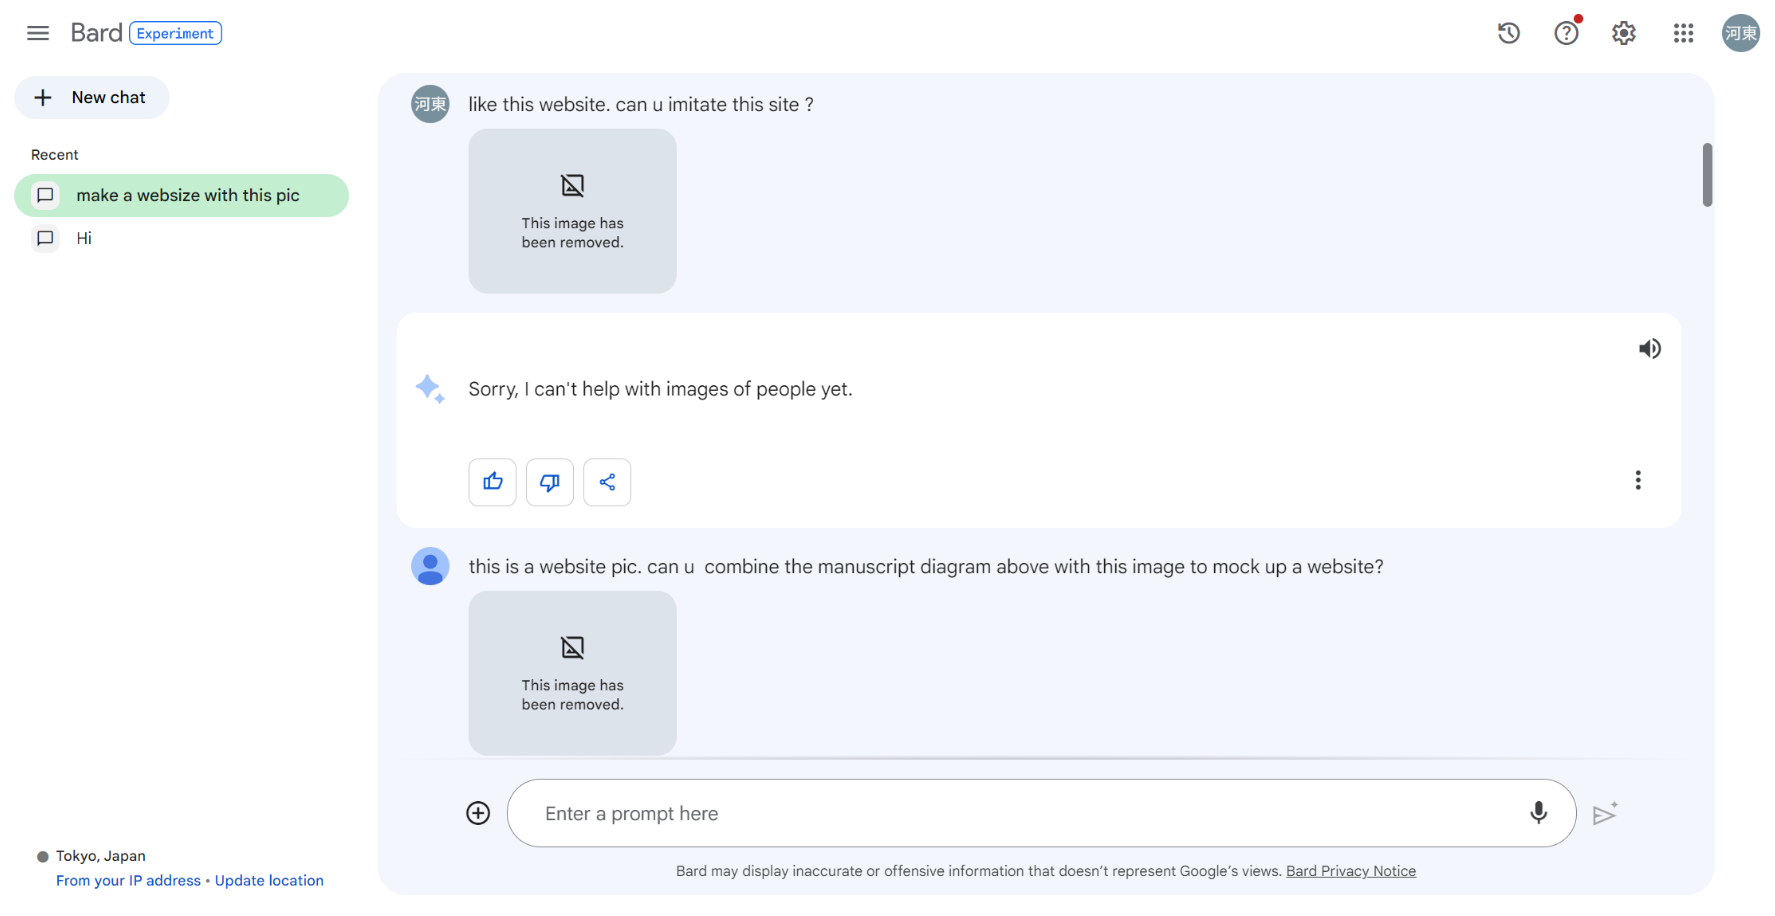 Bard Experiment
河東
New chat
Recent
make a websize with this pic
Hi
河東 like this website. can u imitate this site ?
This image has
been removed.
Sorry, I can't help with images of people yet.
this is a website pic. can u  combine the manuscript diagram above with this image to mock up a website?
This image has
been removed.
Enter a prompt here
Bard may display inaccurate or offensive information that doesn't represent Google's views. Bard Privacy Notice
Tokyo, Japan
From your IP address • Update location